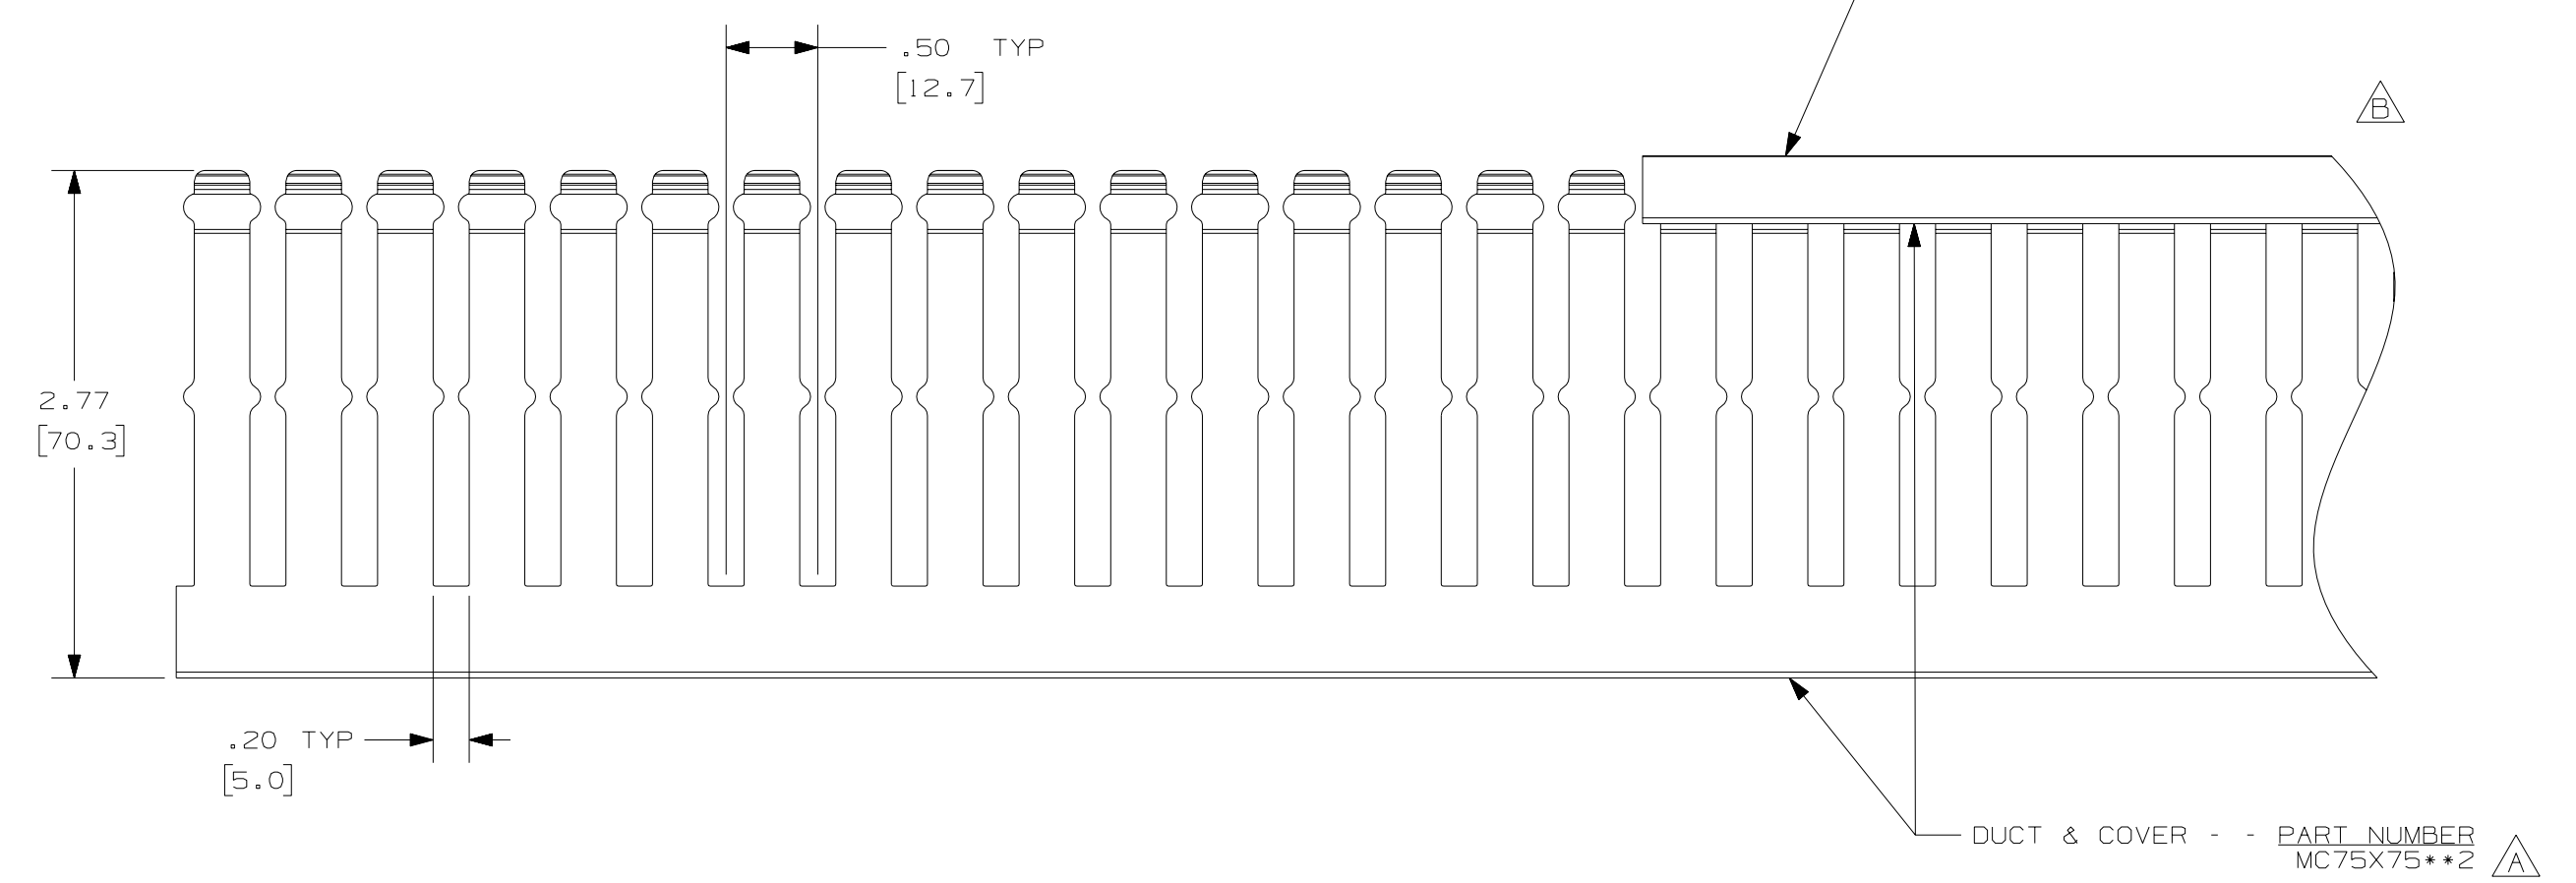 .50 TYP
[12.7]
B
2.77
[70.3]
.20 TYP
[5.0]
DUCT & COVER - - PART NUMBER
MC75X75**2
A